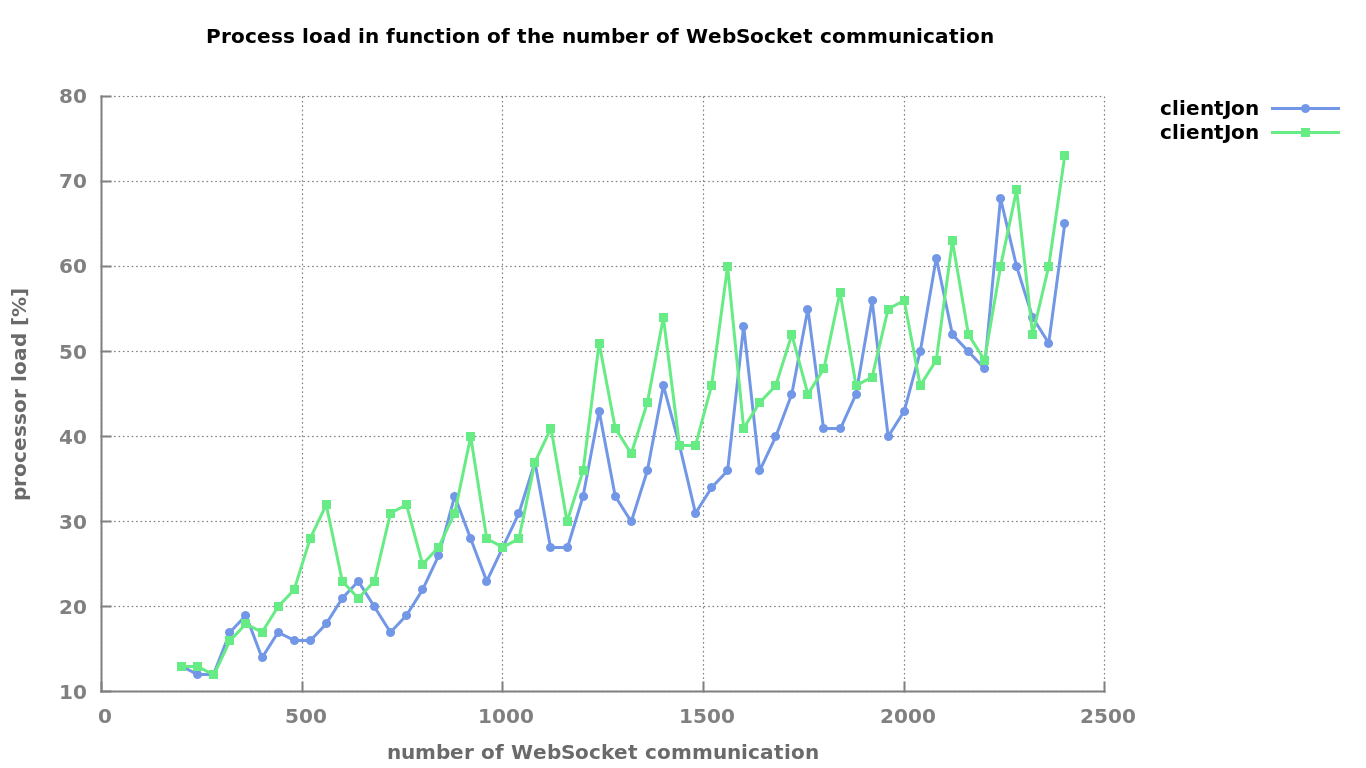 Process load in function of the number of WebSocket communication
clientJon
clientJon
80
70
60
50
40
30
20
10
processor load [%]
0 500 1000 1500 2000 2500
number of WebSocket communication